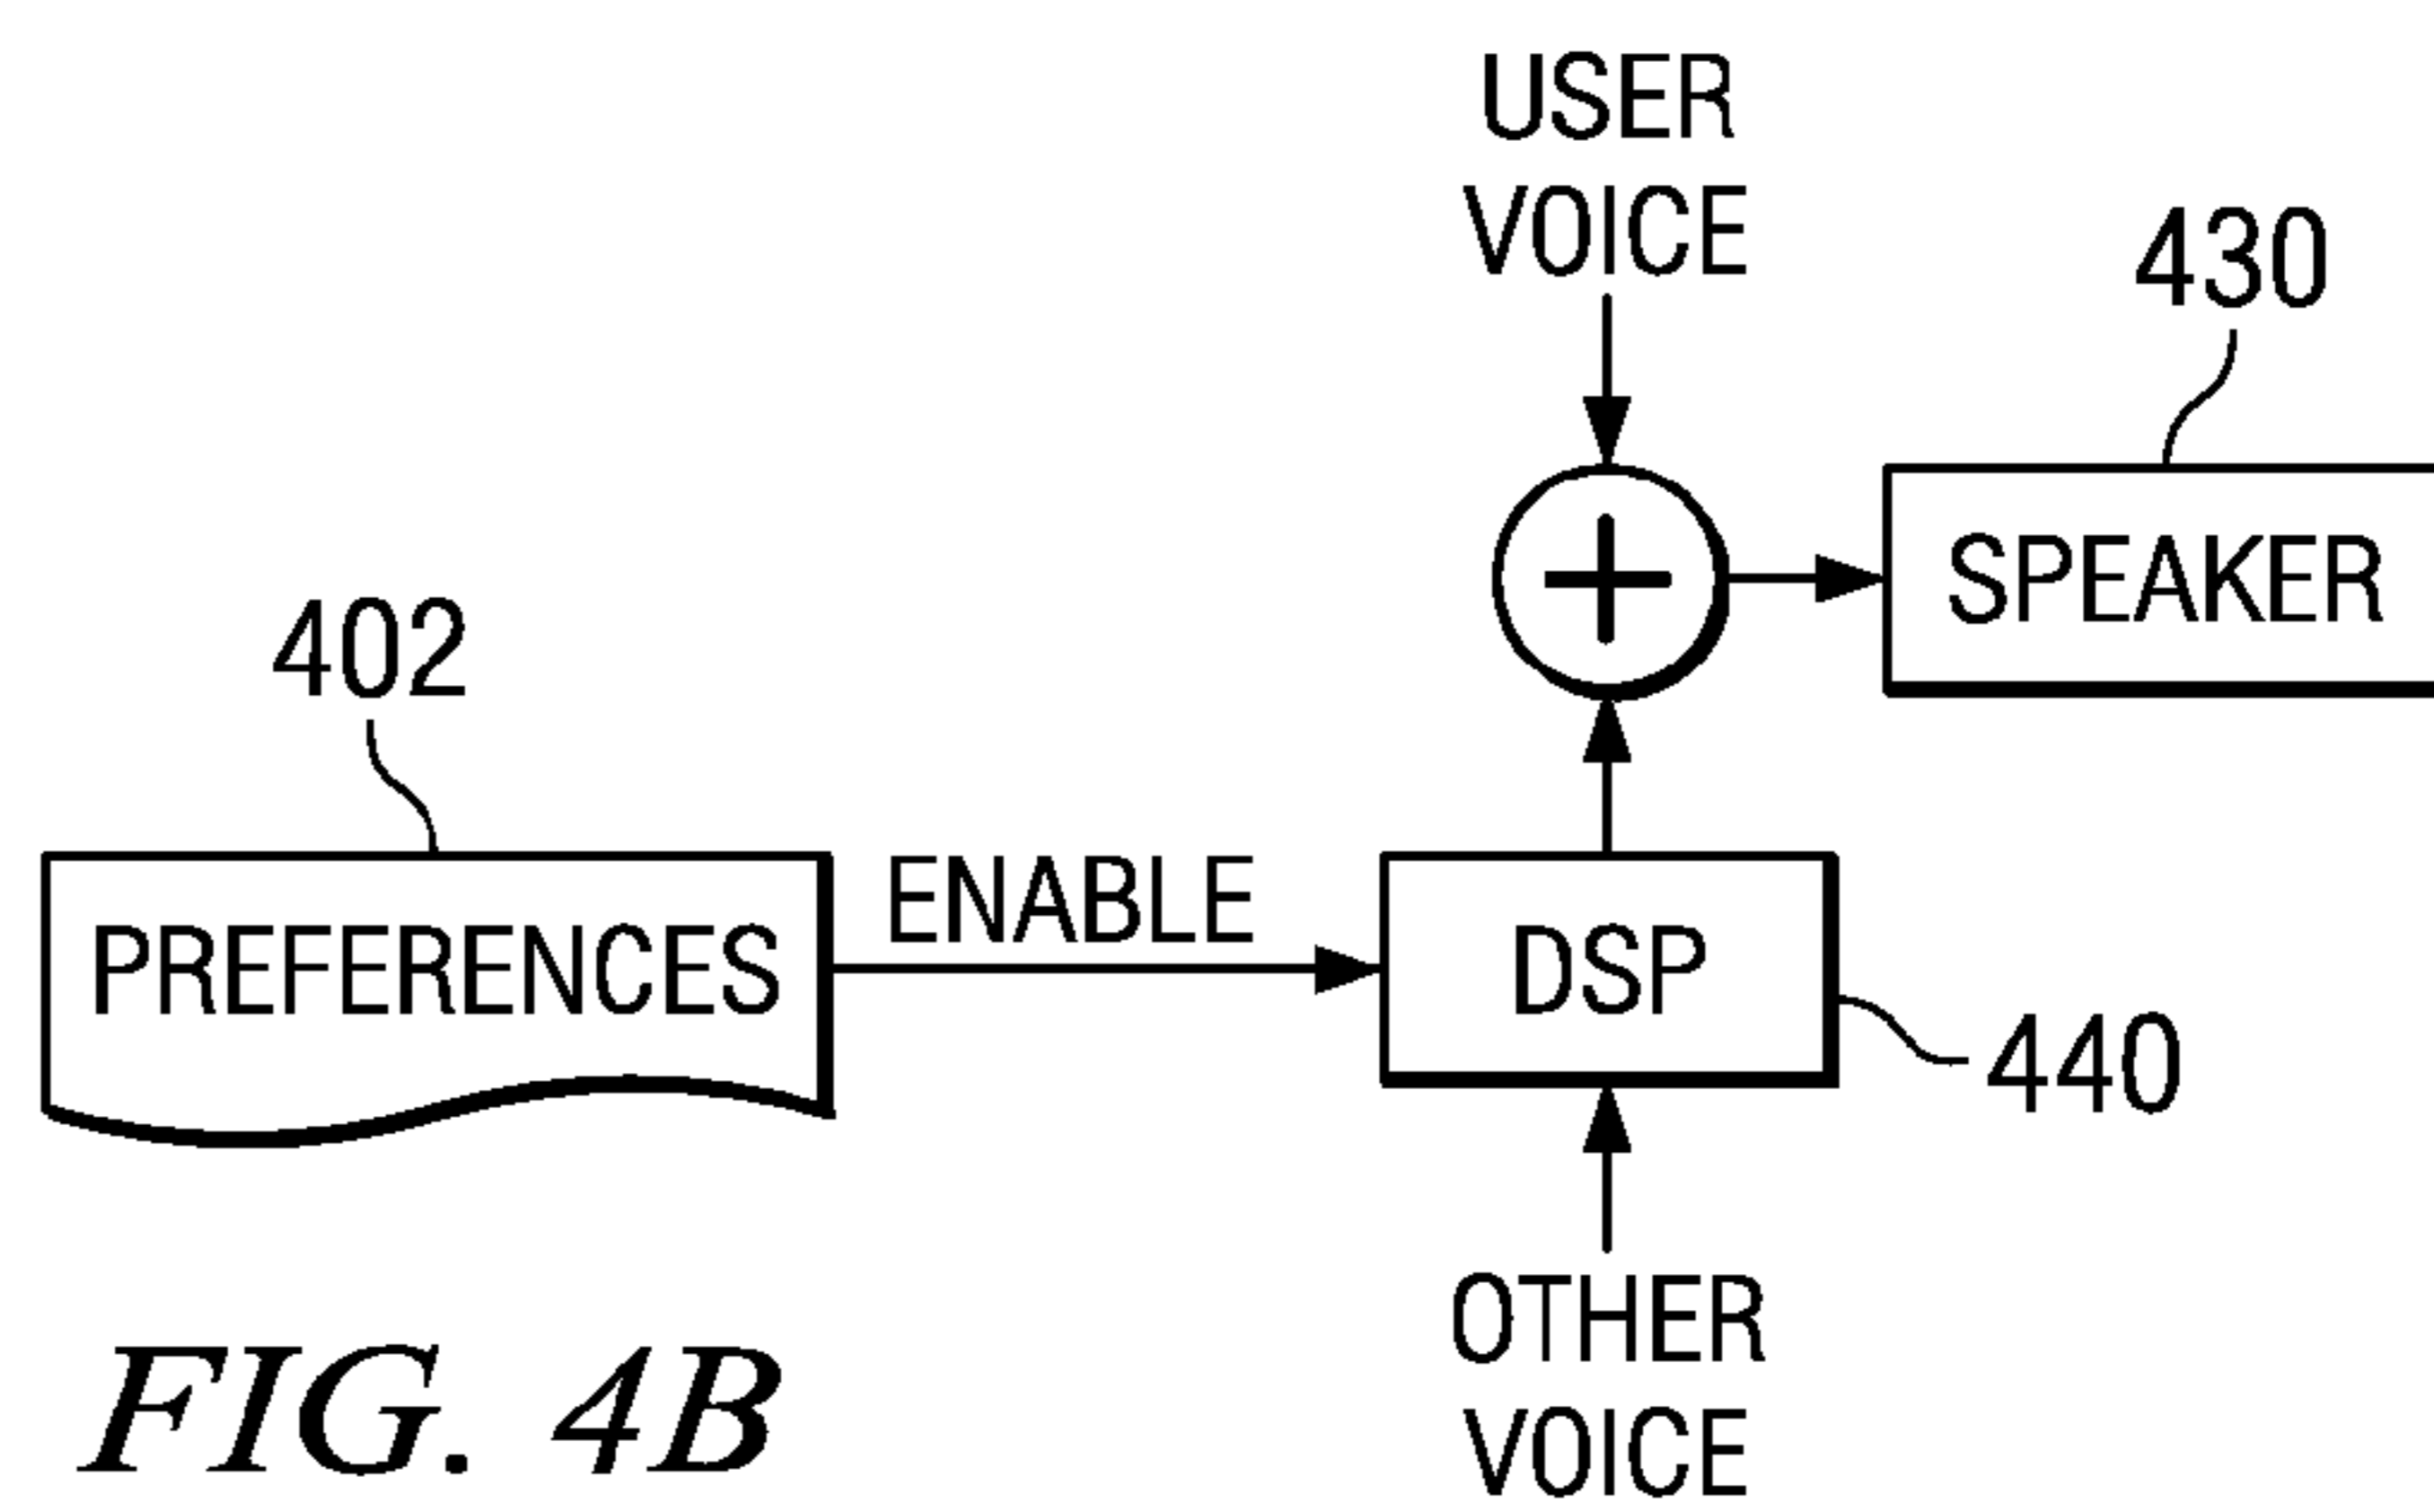 USER
VOICE
430
SPEAKER
402
PREFERENCES
ENABLE
DSP
440
OTHER
VOICE
FIG. 4B